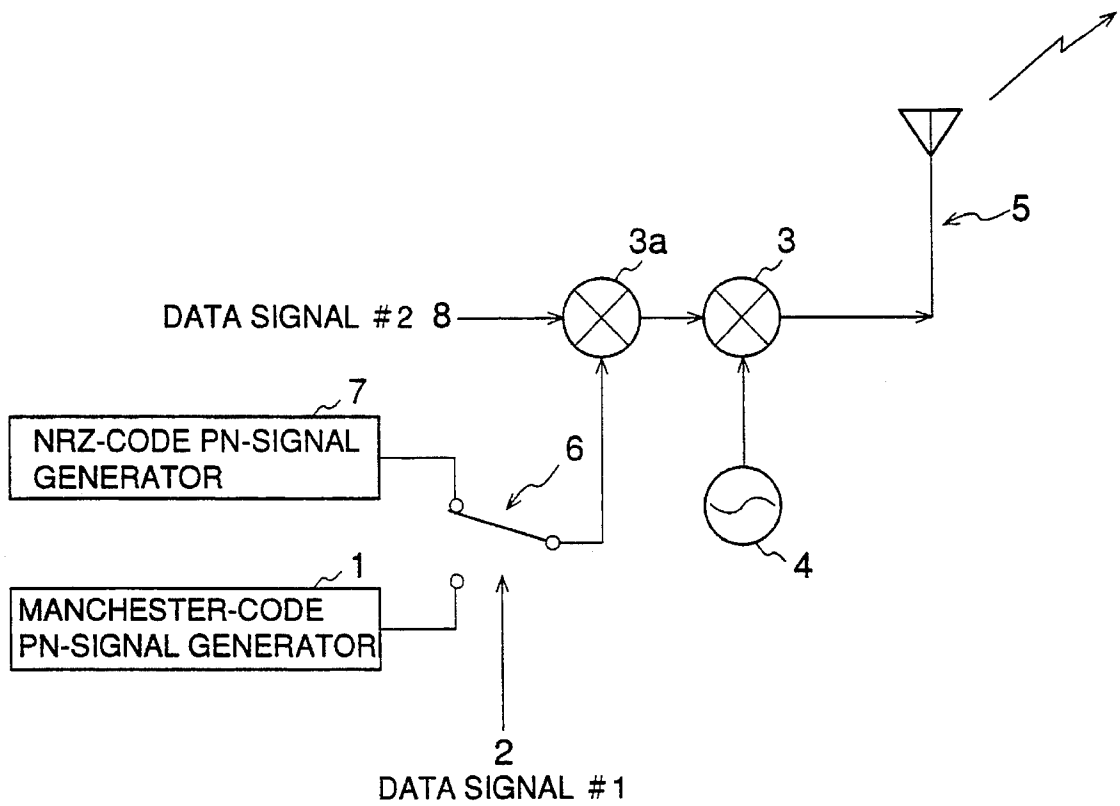 5
3a
3
DATA SIGNAL #2 8
7
NRZ-CODE PN-SIGNAL
GENERATOR
6
4
1
MANCHESTER-CODE
PN-SIGNAL GENERATOR
2
DATA SIGNAL #1